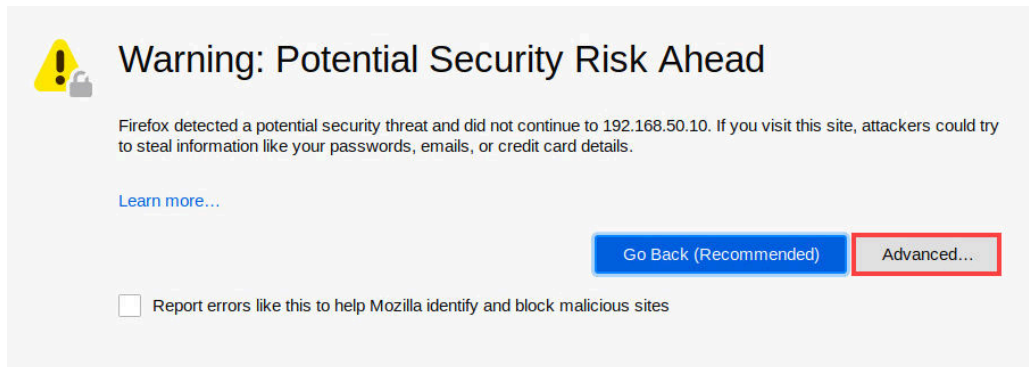 Warning: Potential Security Risk Ahead
Firefox detected a potential security threat and did not continue to 192.168.50.10. If you visit this site, attackers could try
to steal information like your passwords, emails, or credit card details.
Learn more…
Go Back (Recommended)
Advanced…
Report errors like this to help Mozilla identify and block malicious sites